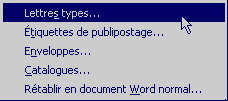 Lettres types...
Étiquettes de publipostage...
Enveloppes...
Catalogues...
Rétablir en document Word normal...